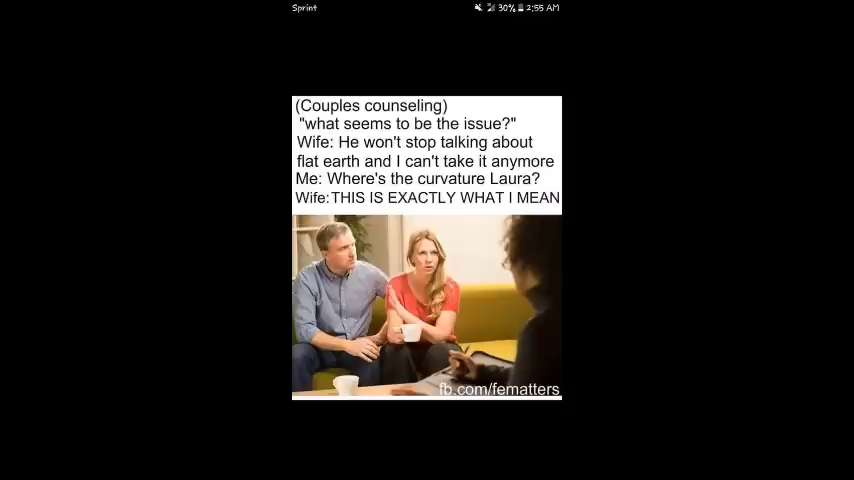 Sprint 30% 2:55 AM
(Couples counseling)
"what seems to be the issue?"
Wife: He won't stop talking about
flat earth and I can't take it anymore
Me: Where's the curvature Laura?
Wife: THIS IS EXACTLY WHAT I MEAN
fb.com/fematters